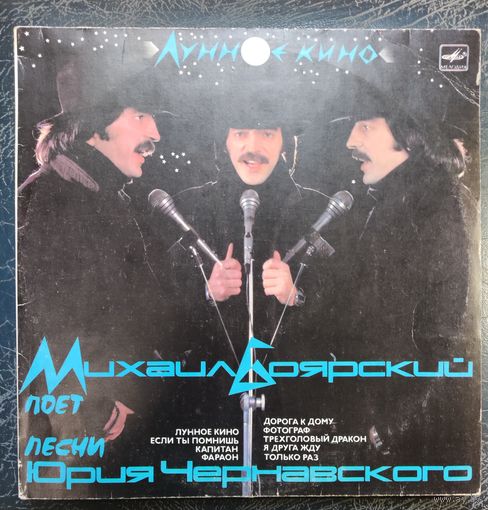 Лунное кино
МЕЛОДИЯ
Михаил Боярский
поет
песни
Юрия Чернавского
ЛУННОЕ КИНО
ЕСЛИ ТЫ ПОМНИШЬ
КАПИТАН
ФАРАОН
ДОРОГА К ДОМУ
ФОТОГРАФ
ТРЕХГОЛОВЫЙ ДРАКОН
Я ДРУГА ЖДУ
ТОЛЬКО РАЗ